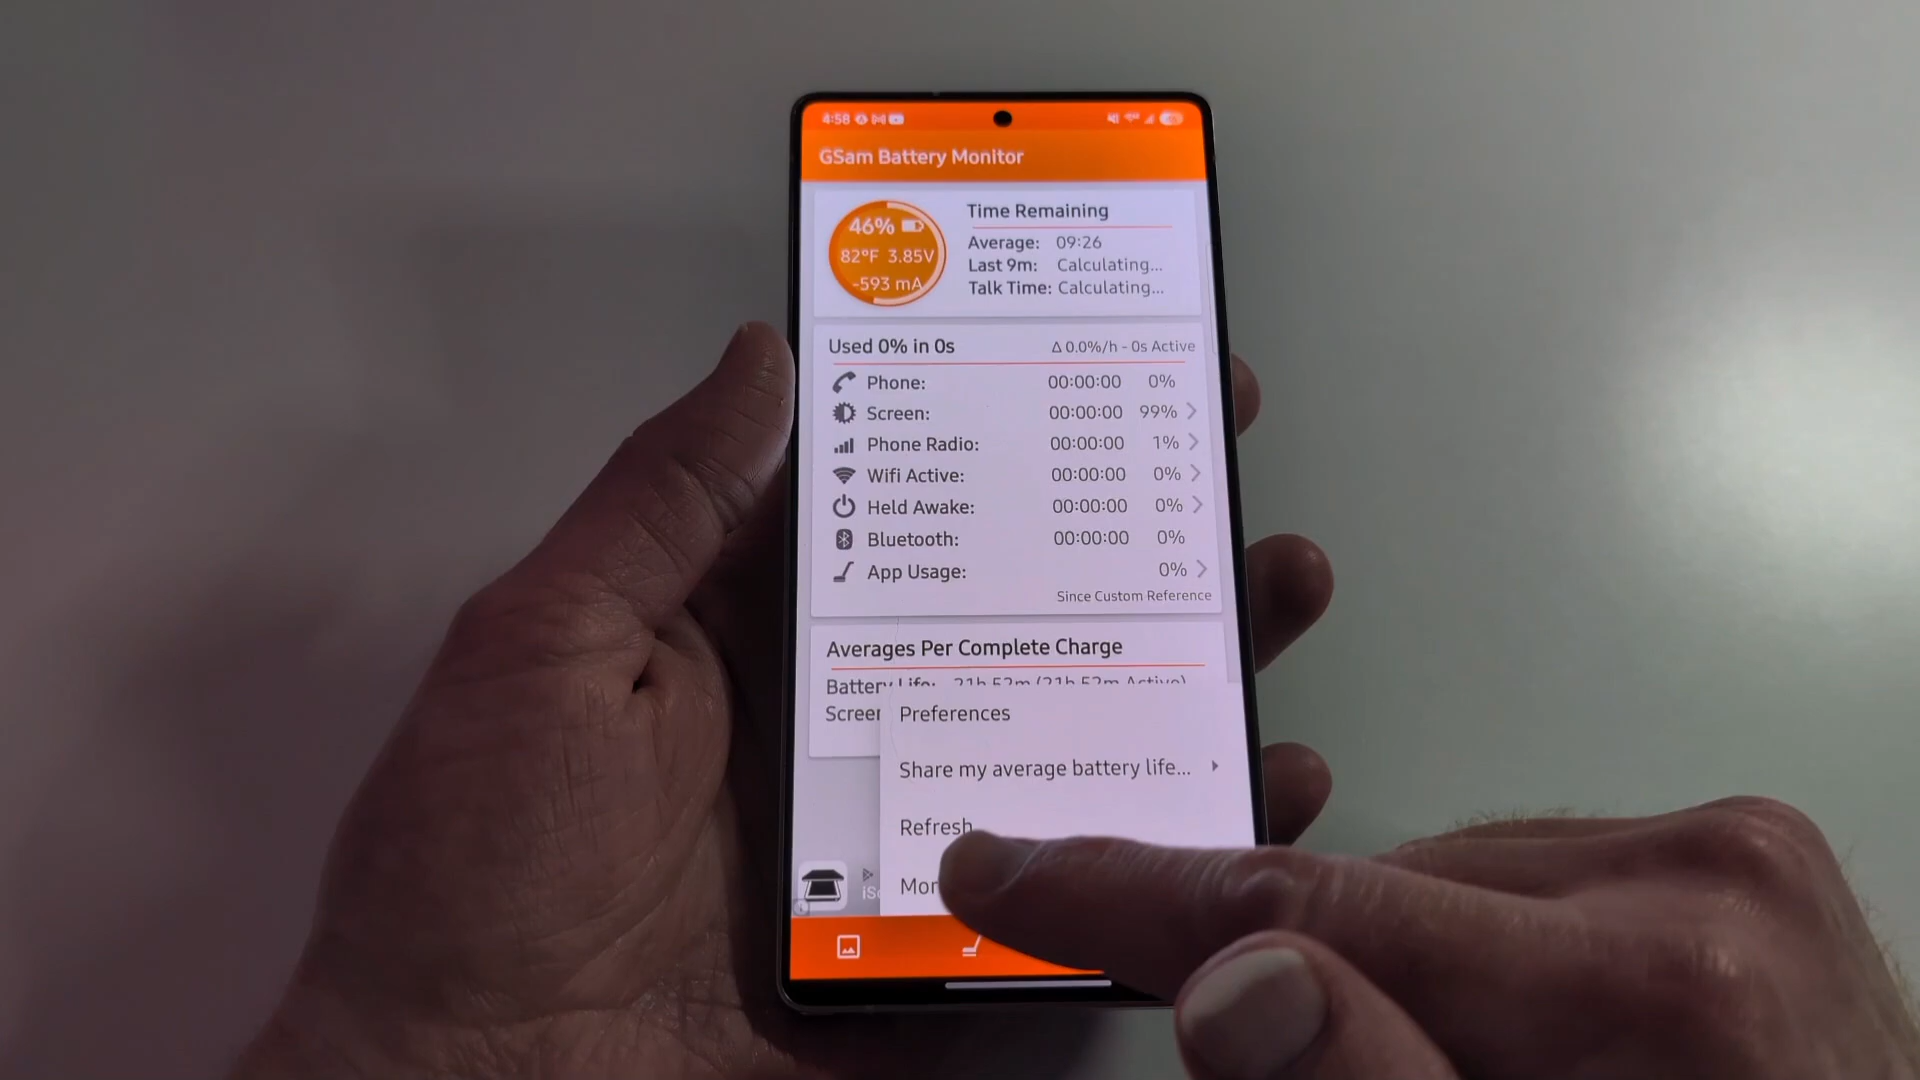 4:58
GSam Battery Monitor
46%
82°F 3.85V
-593 mA
Time Remaining
Average: 09:26
Last 9m: Calculating...
Talk Time: Calculating...
Used 0% in 0s Δ 0.0%/h - 0s Active
Phone: 00:00:00 0%
Screen: 00:00:00 99%
Phone Radio: 00:00:00 1%
Wifi Active: 00:00:00 0%
Held Awake: 00:00:00 0%
Bluetooth: 00:00:00 0%
App Usage: 0%
Since Custom Reference
Averages Per Complete Charge
Battery Life: 21h 52m (21h 52m Active)
Screen
Preferences
Share my average battery life...
Refresh